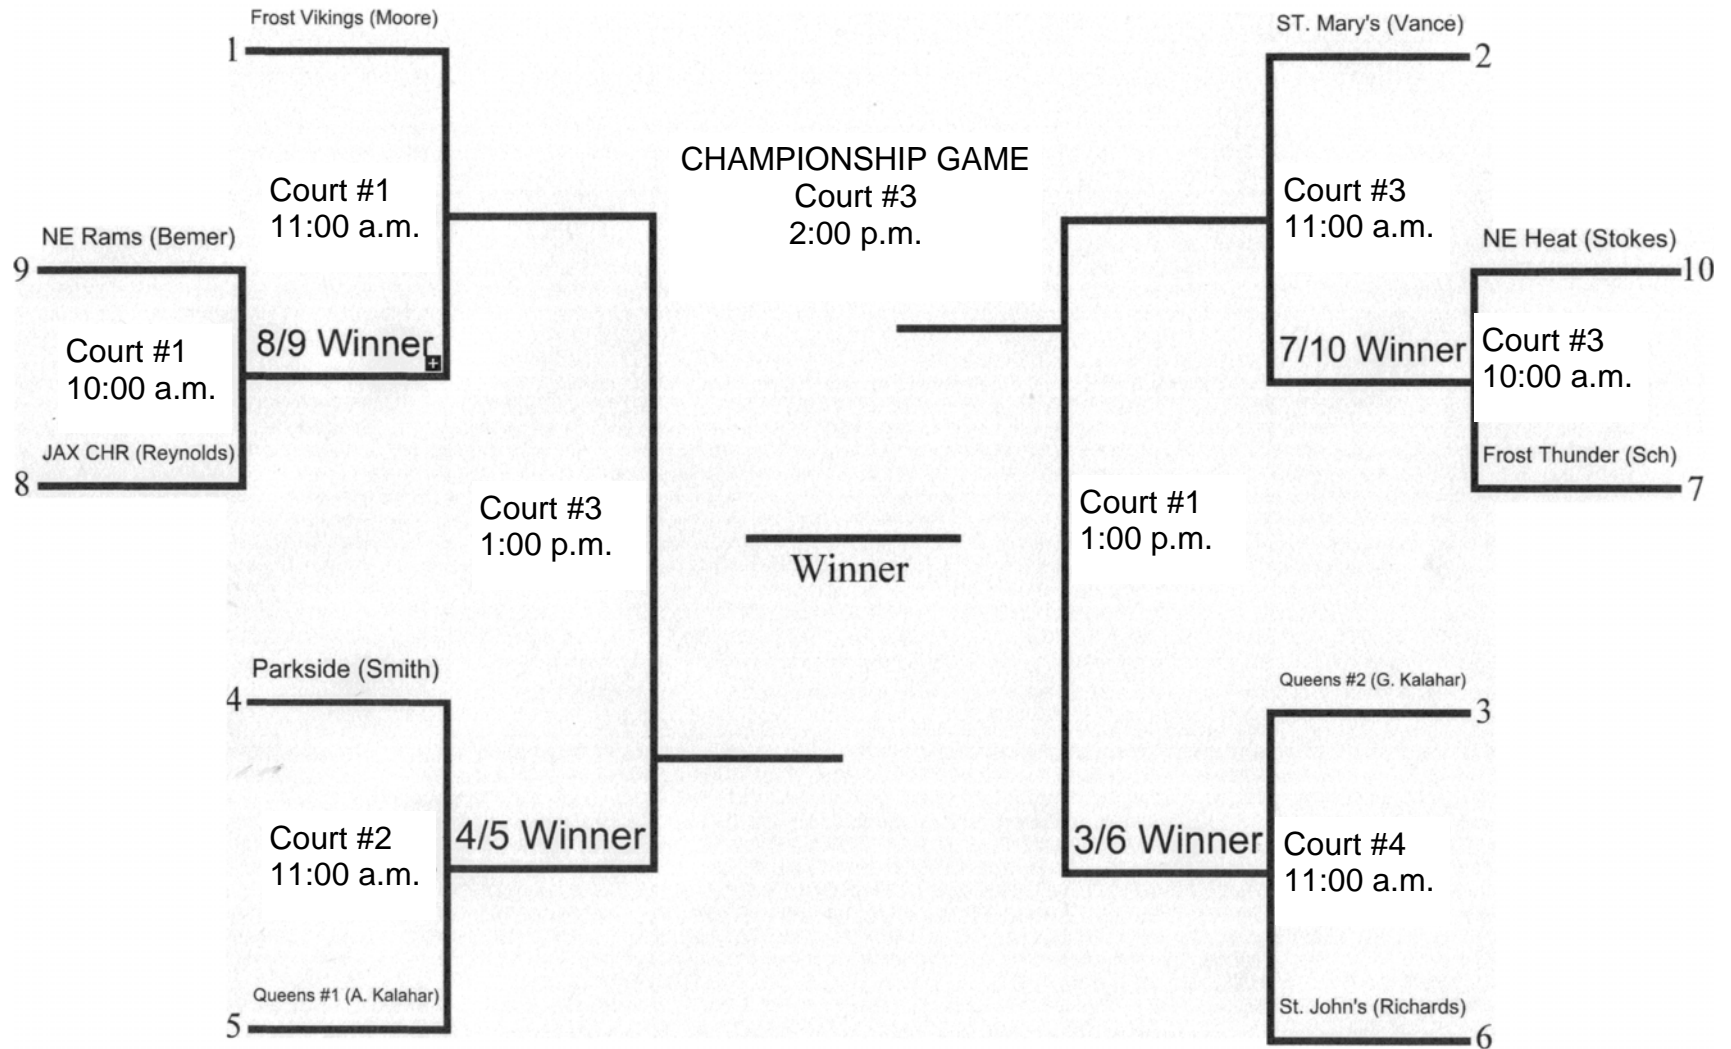 Frost Vikings (Moore)
1
Court #1
11:00 a.m.
NE Rams (Bemer)
9
Court #1
10:00 a.m.
8/9 Winner
JAX CHR (Reynolds)
8
Court #3
1:00 p.m.
Parkside (Smith)
4
Court #2
11:00 a.m.
4/5 Winner
Queens #1 (A. Kalahar)
5
CHAMPIONSHIP GAME
Court #3
2:00 p.m.
Winner
ST. Mary's (Vance)
2
Court #3
11:00 a.m.
NE Heat (Stokes)
10
7/10 Winner
Court #3
10:00 a.m.
Frost Thunder (Sch)
7
Court #1
1:00 p.m.
Queens #2 (G. Kalahar)
3
3/6 Winner
Court #4
11:00 a.m.
St. John's (Richards)
6